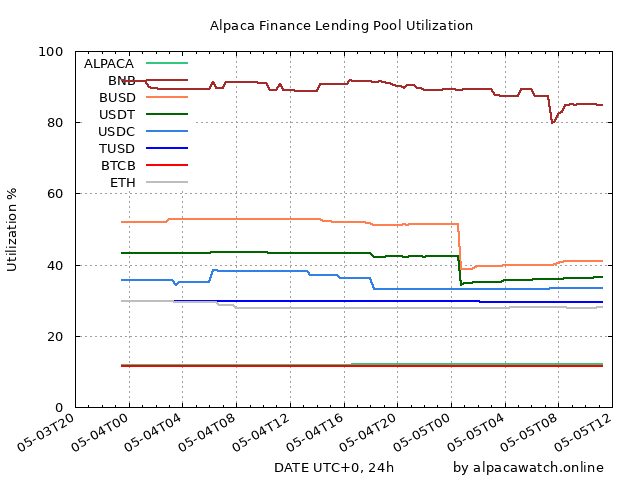 Alpaca Finance Lending Pool Utilization
100
80
60
40
20
0
Utilization %
ALPACA
BNB
BUSD
USDT
USDC
TUSD
BTCB
ETH
05-03T20
05-04T00
05-04T04
05-04T08
05-04T12
05-04T16
05-04T20
05-05T00
05-05T04
05-05T08
05-05T12
DATE UTC+0, 24h
by alpacawatch.online